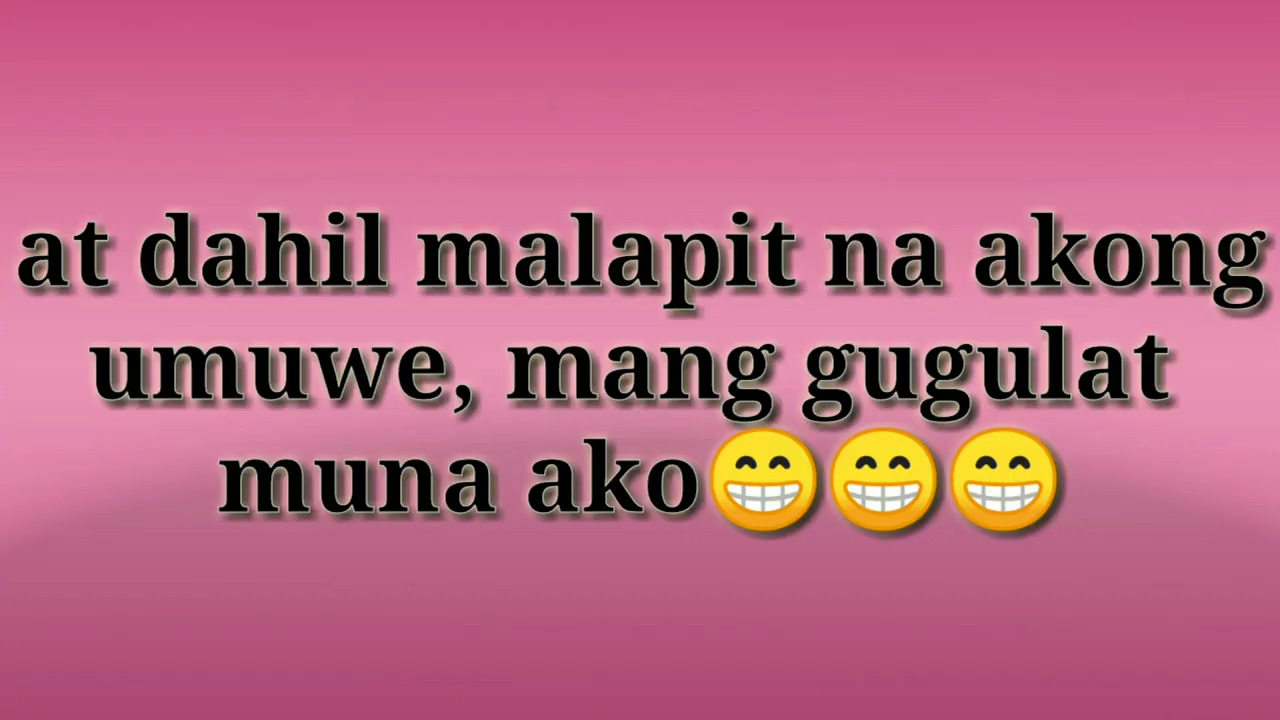 at dahil malapit na akong
umuwe, mang gugulat
muna ako😁😁😁